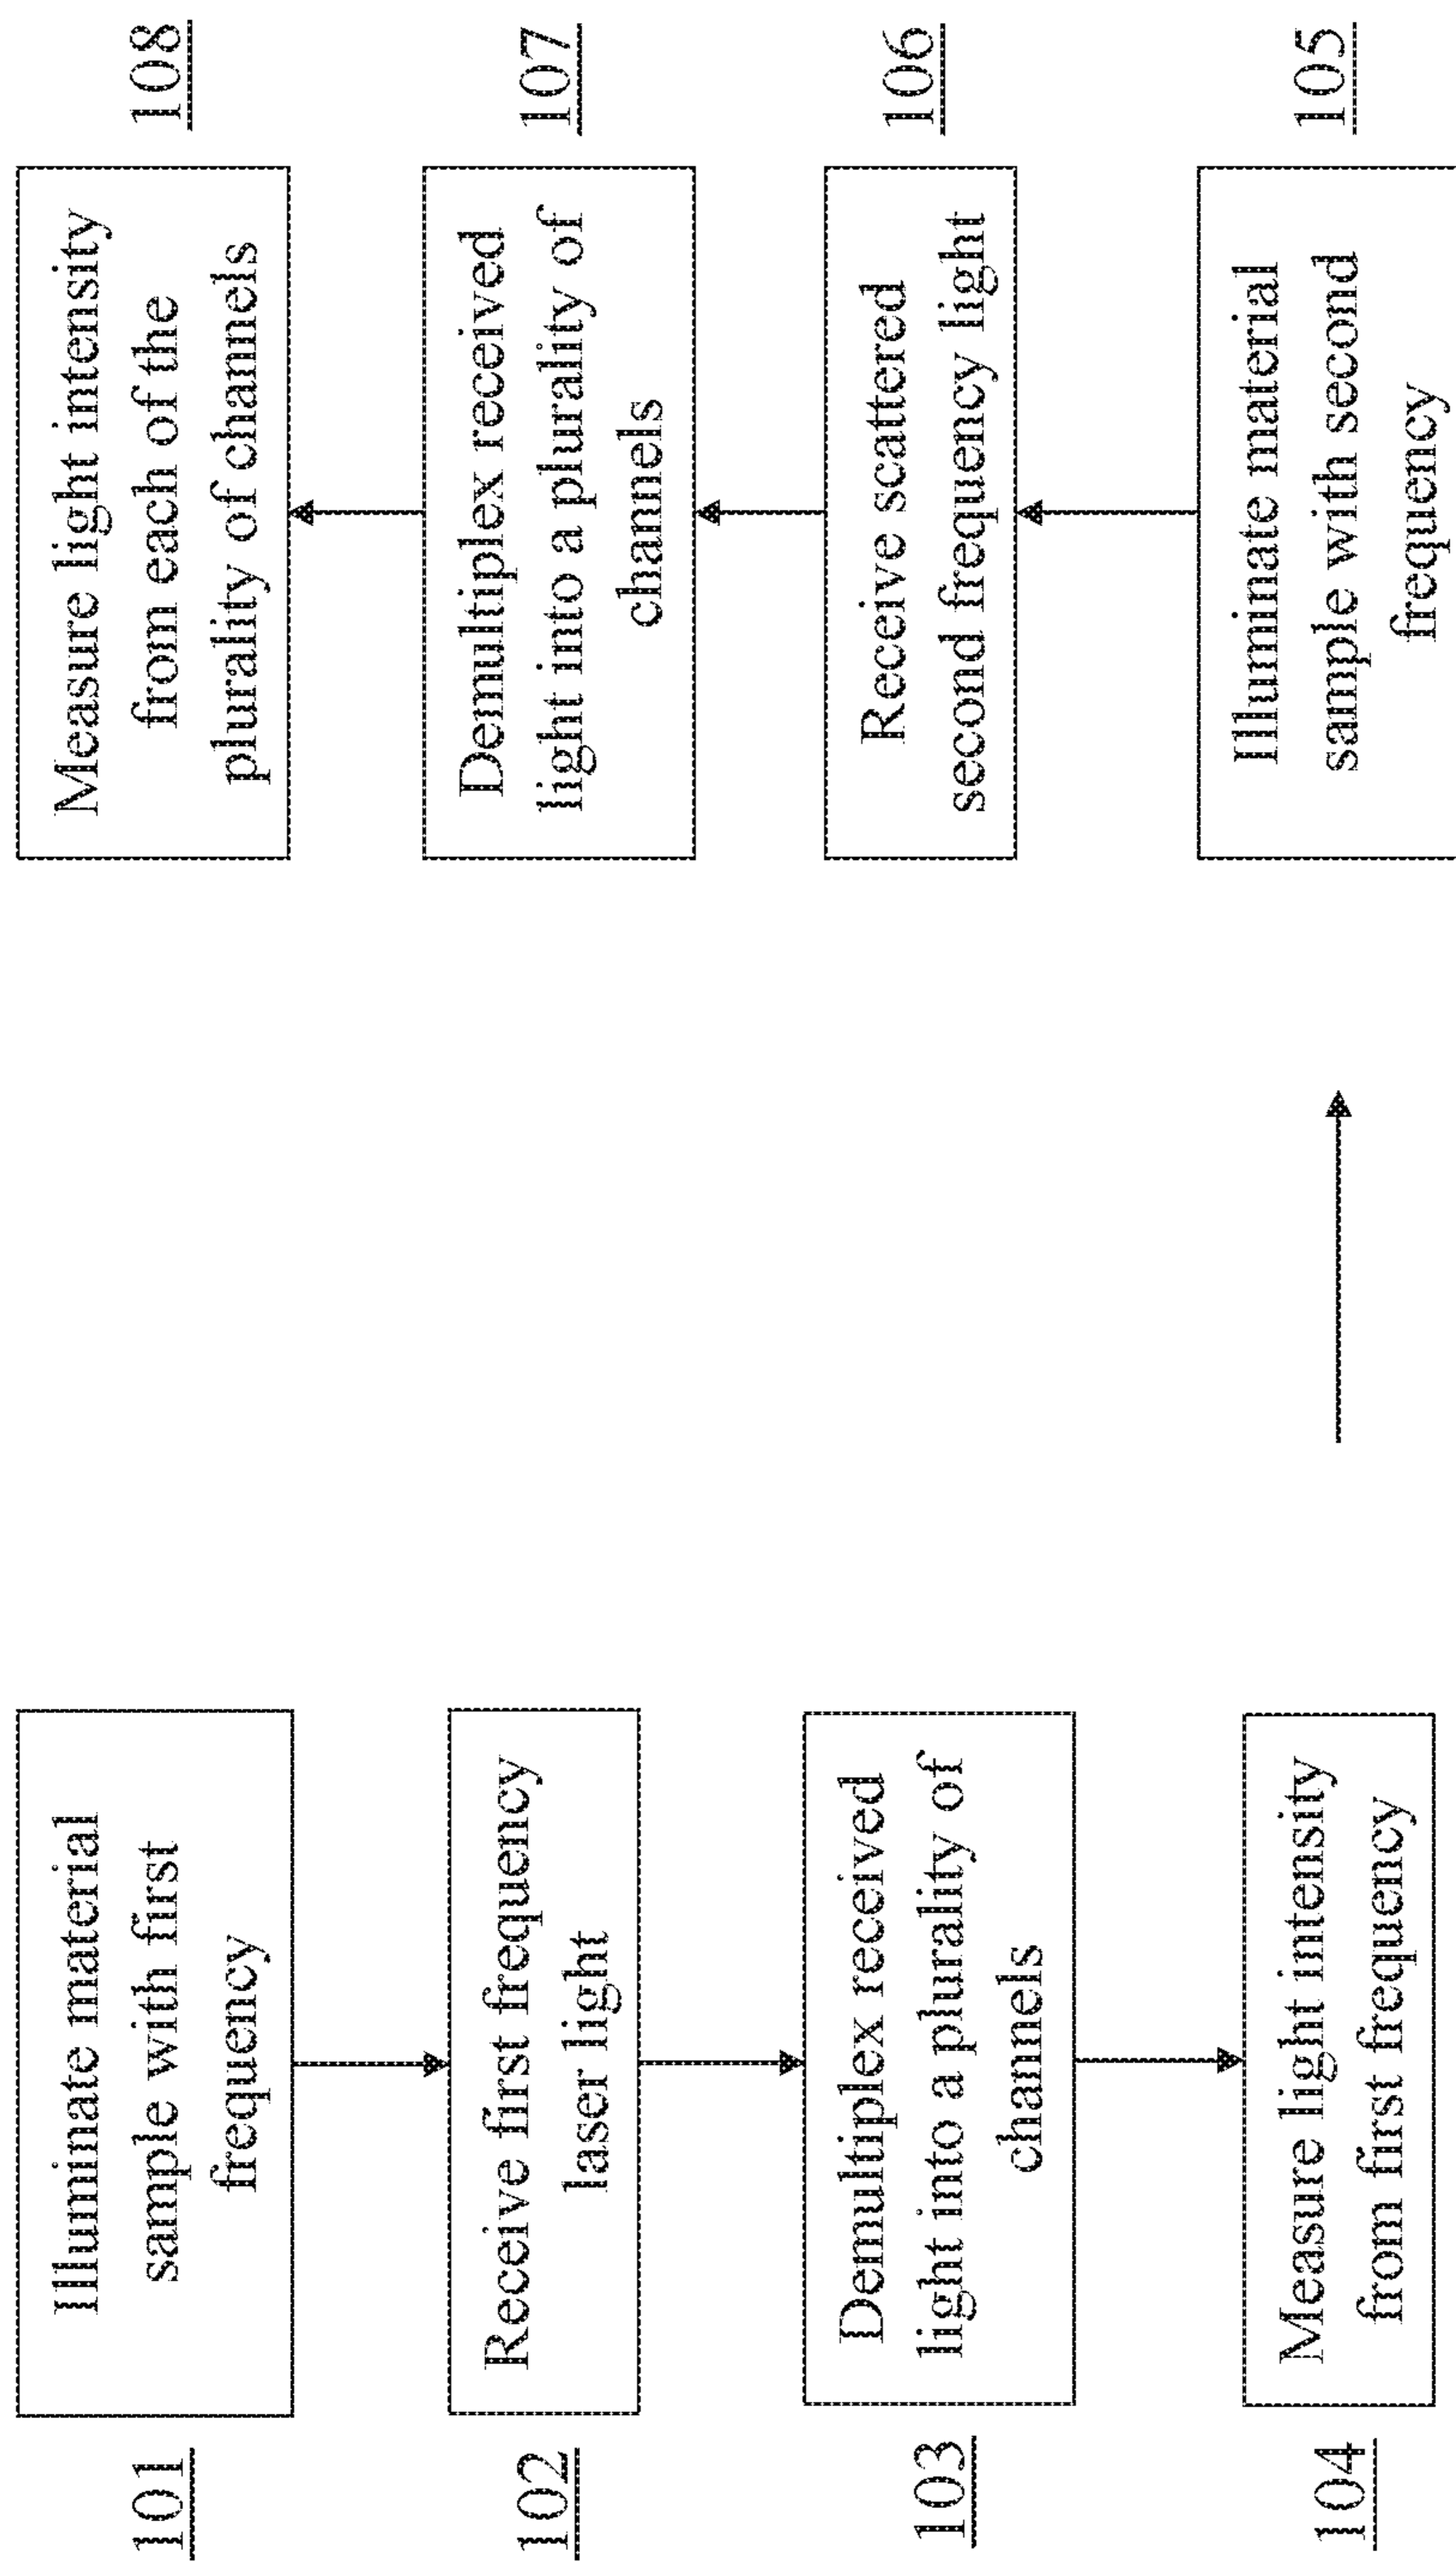 101
Illuminate material
sample with first
frequency
102
Receive first frequency
laser light
103
Demultiplex received
light into a plurality of
channels
104
Measure light intensity
from first frequency
105
Illuminate material
sample with second
frequency
106
Receive scattered
second frequency light
107
Demultiplex received
light into a plurality of
channels
108
Measure light intensity
from each of the
plurality of channels